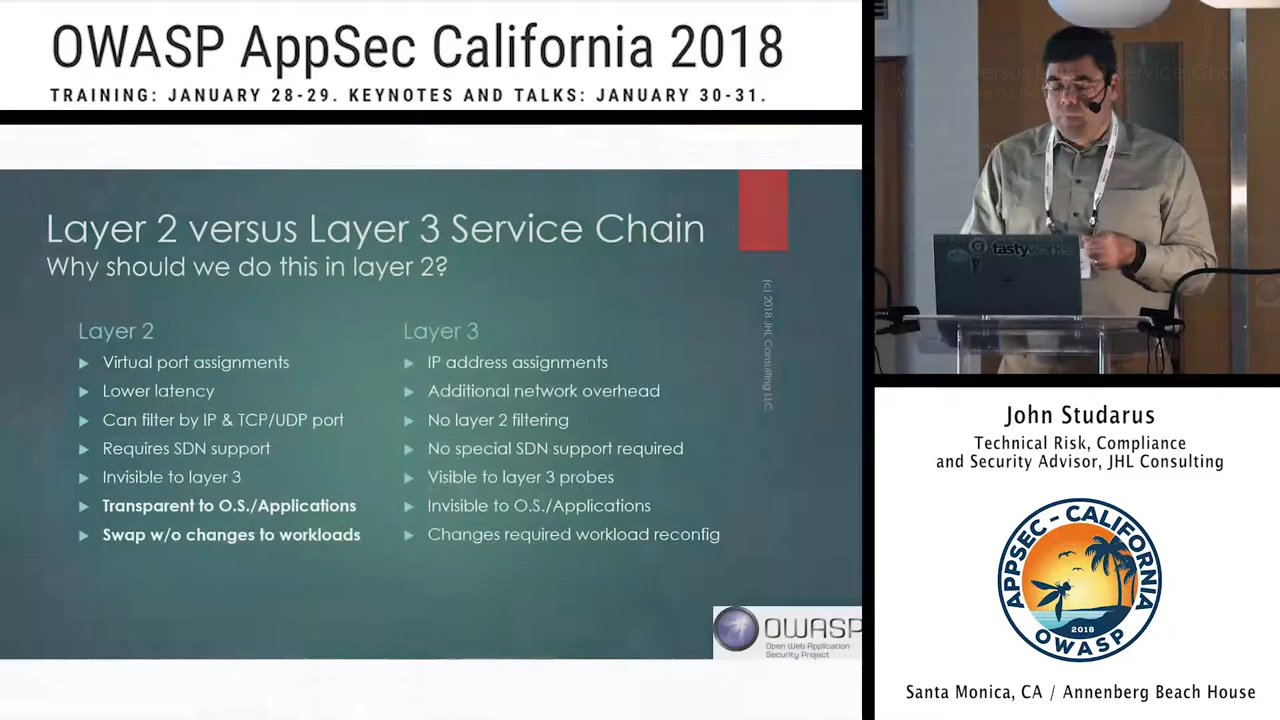 OWASP AppSec California 2018
TRAINING: JANUARY 28-29. KEYNOTES AND TALKS: JANUARY 30-31.
Layer 2 versus Layer 3 Service Chain
Why should we do this in layer 2?
Layer 2
Virtual port assignments
Lower latency
Can filter by IP & TCP/UDP port
Requires SDN support
Invisible to layer 3
Transparent to O.S./Applications
Swap w/o changes to workloads
Layer 3
IP address assignments
Additional network overhead
No layer 2 filtering
No special SDN support required
Visible to layer 3 probes
Invisible to O.S./Applications
Changes required workload reconfig
(c) 2018 JHL Consulting LLC
OWASP
Open Web Application
Security Project
John Studarus
Technical Risk, Compliance
and Security Advisor, JHL Consulting
APPSEC - CALIFORNIA
2018
OWASP
Santa Monica, CA / Annenberg Beach House